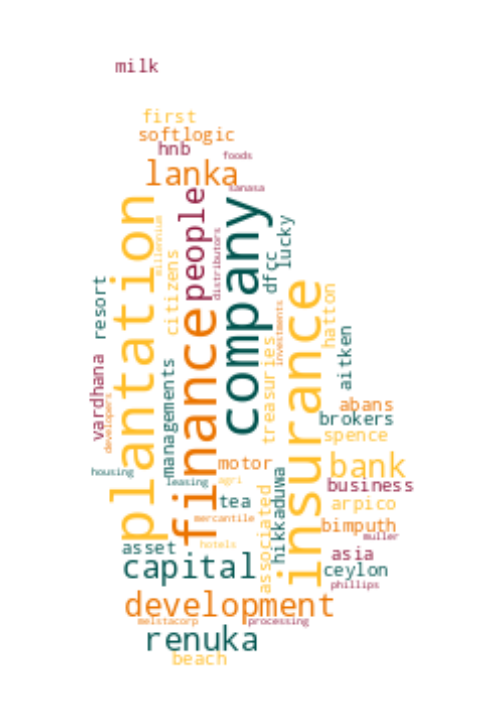 milk
first
softlogic
hnb
foods
lanka
sanasa
people
plantation
millennium
company
distributors
lucky
citizens
dfcc
resort
finance
insurance
hatton
investments
treasuries
aitken
vardhana
managements
developers
abans
brokers
spence
motor
bank
housing
leasing
agri
hikkaduwa
business
tea
associated
arpico
mercantile
bimputh
muller
asset
hotels
asia
capital
ceylon
phillips
development
melstacorp
processing
renuka
beach